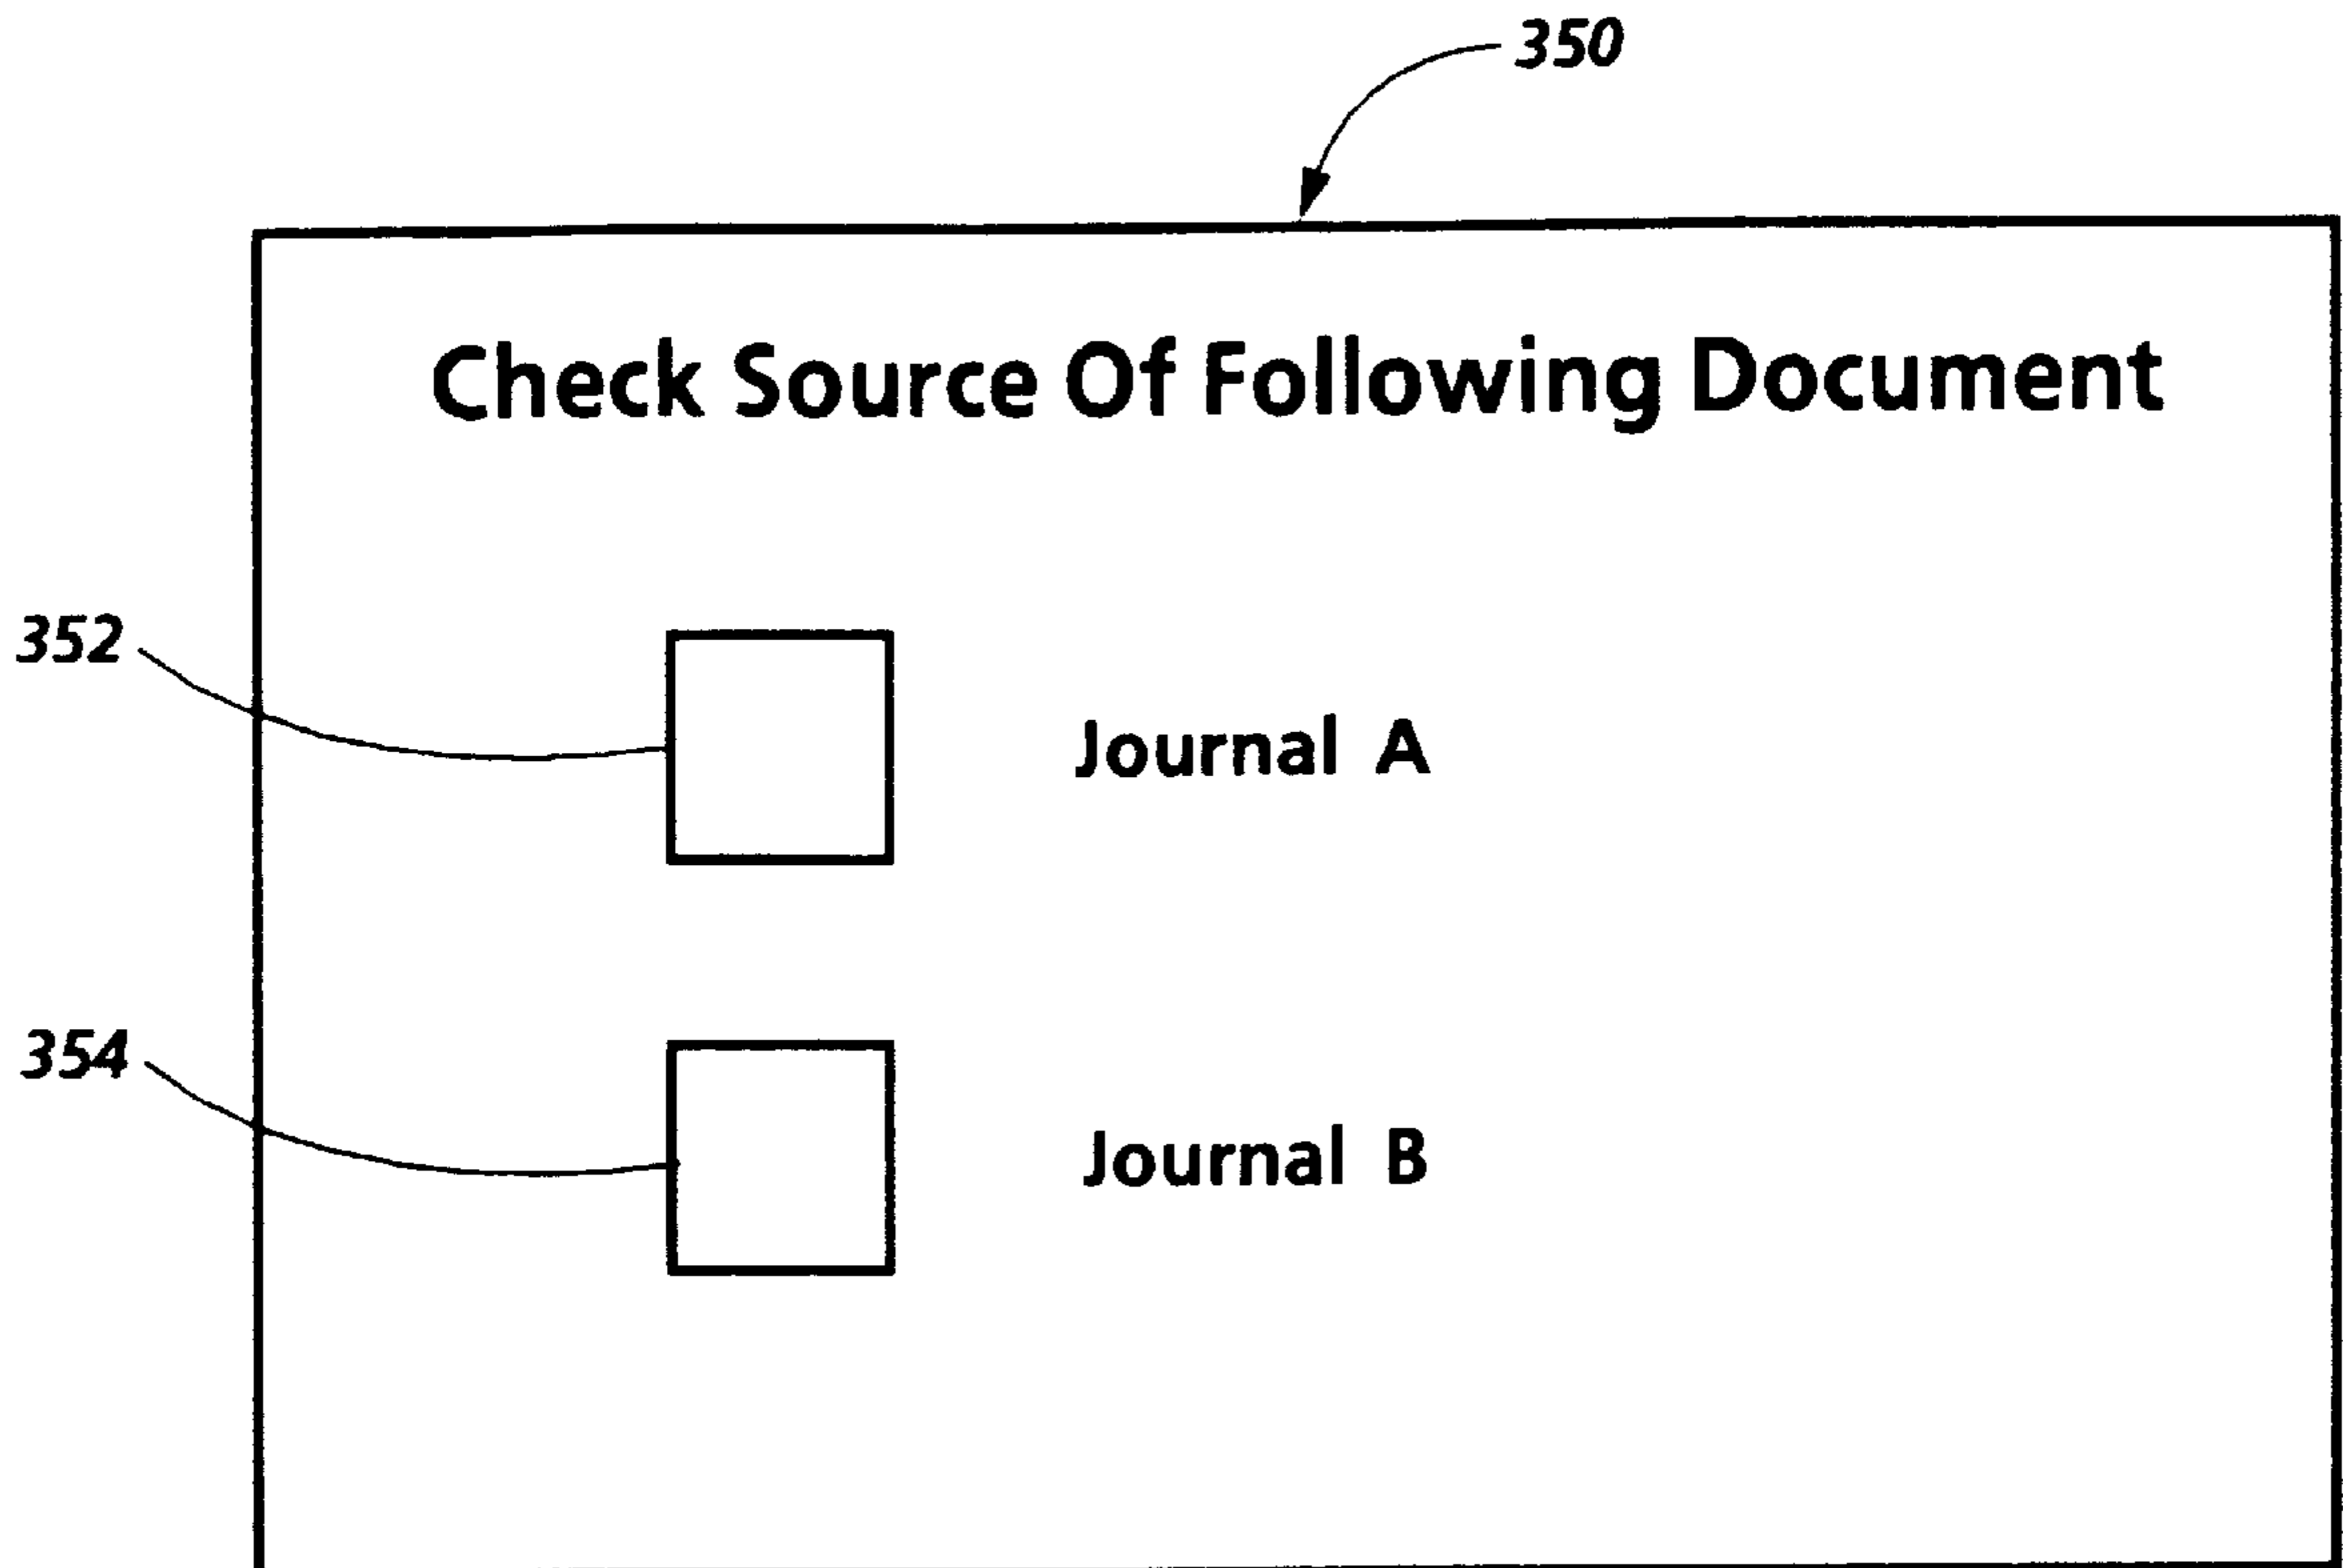 350
Check Source Of Following Document
352
Journal A
354
Journal B